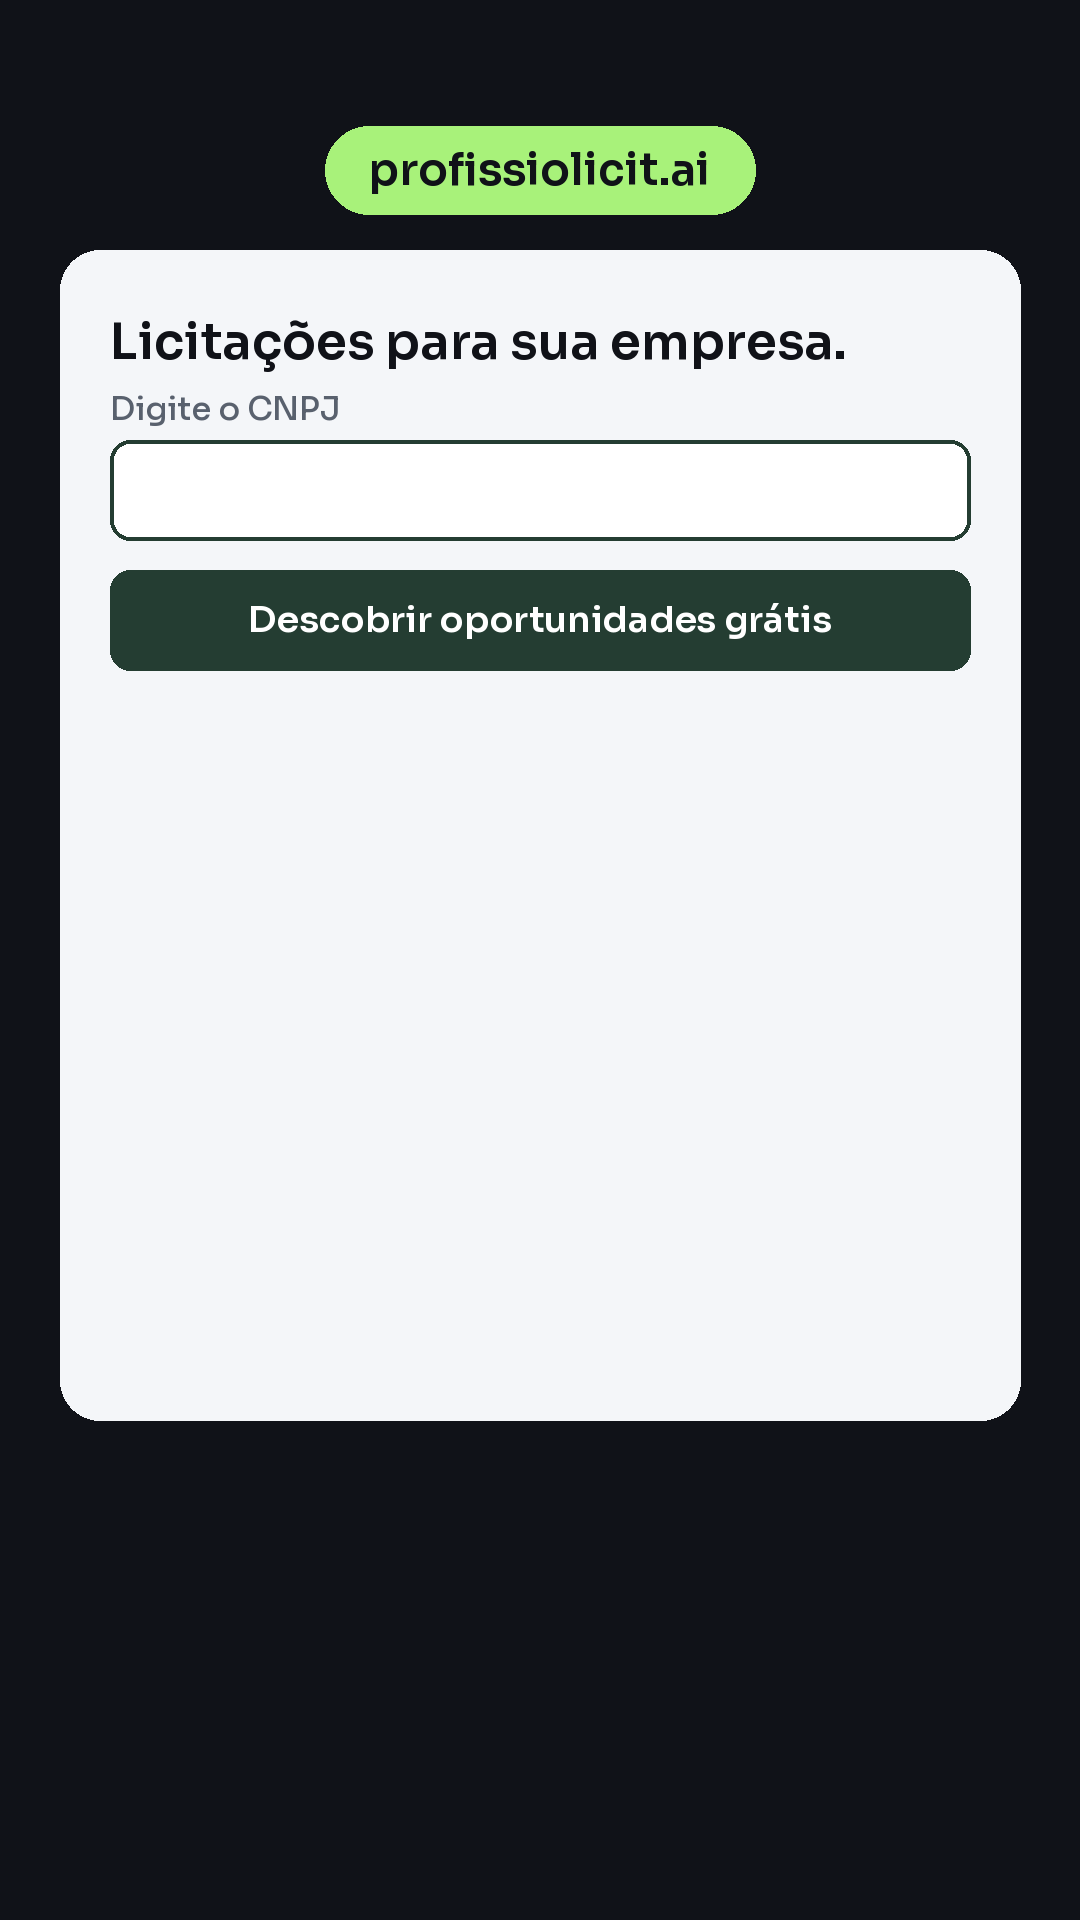 profissiolicit.ai
Licitações para sua empresa.
Digite o CNPJ
Descobrir oportunidades grátis